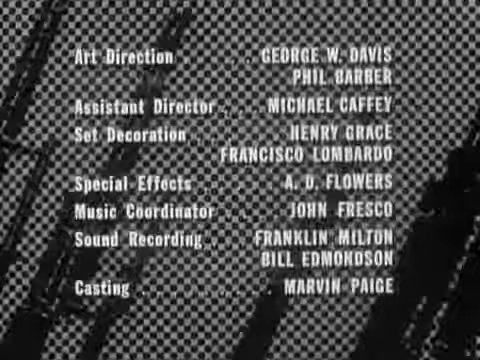 Art Direction . . . . GEORGE W. DAVIS
PHIL BARBER
Assistant Director . . . MICHAEL CAFFEY
Set Decoration . . . . . HENRY GRACE
FRANCISCO LOMBARDO
Special Effects . . . . A. D. FLOWERS
Music Coordinator . . . . JOHN FRESCO
Sound Recording . . . FRANKLIN MILTON
BILL EDMONDSON
Casting . . . . . . . . . . MARVIN PAIGE